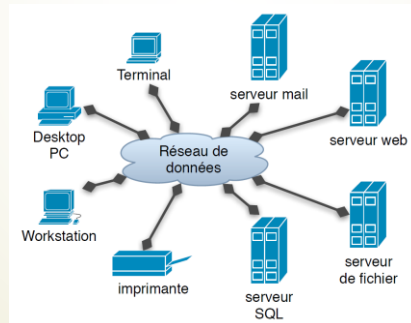 Terminal
serveur mail
Desktop
PC
serveur web
Réseau de
données
Workstation
imprimante
serveur
SQL
serveur
de fichier